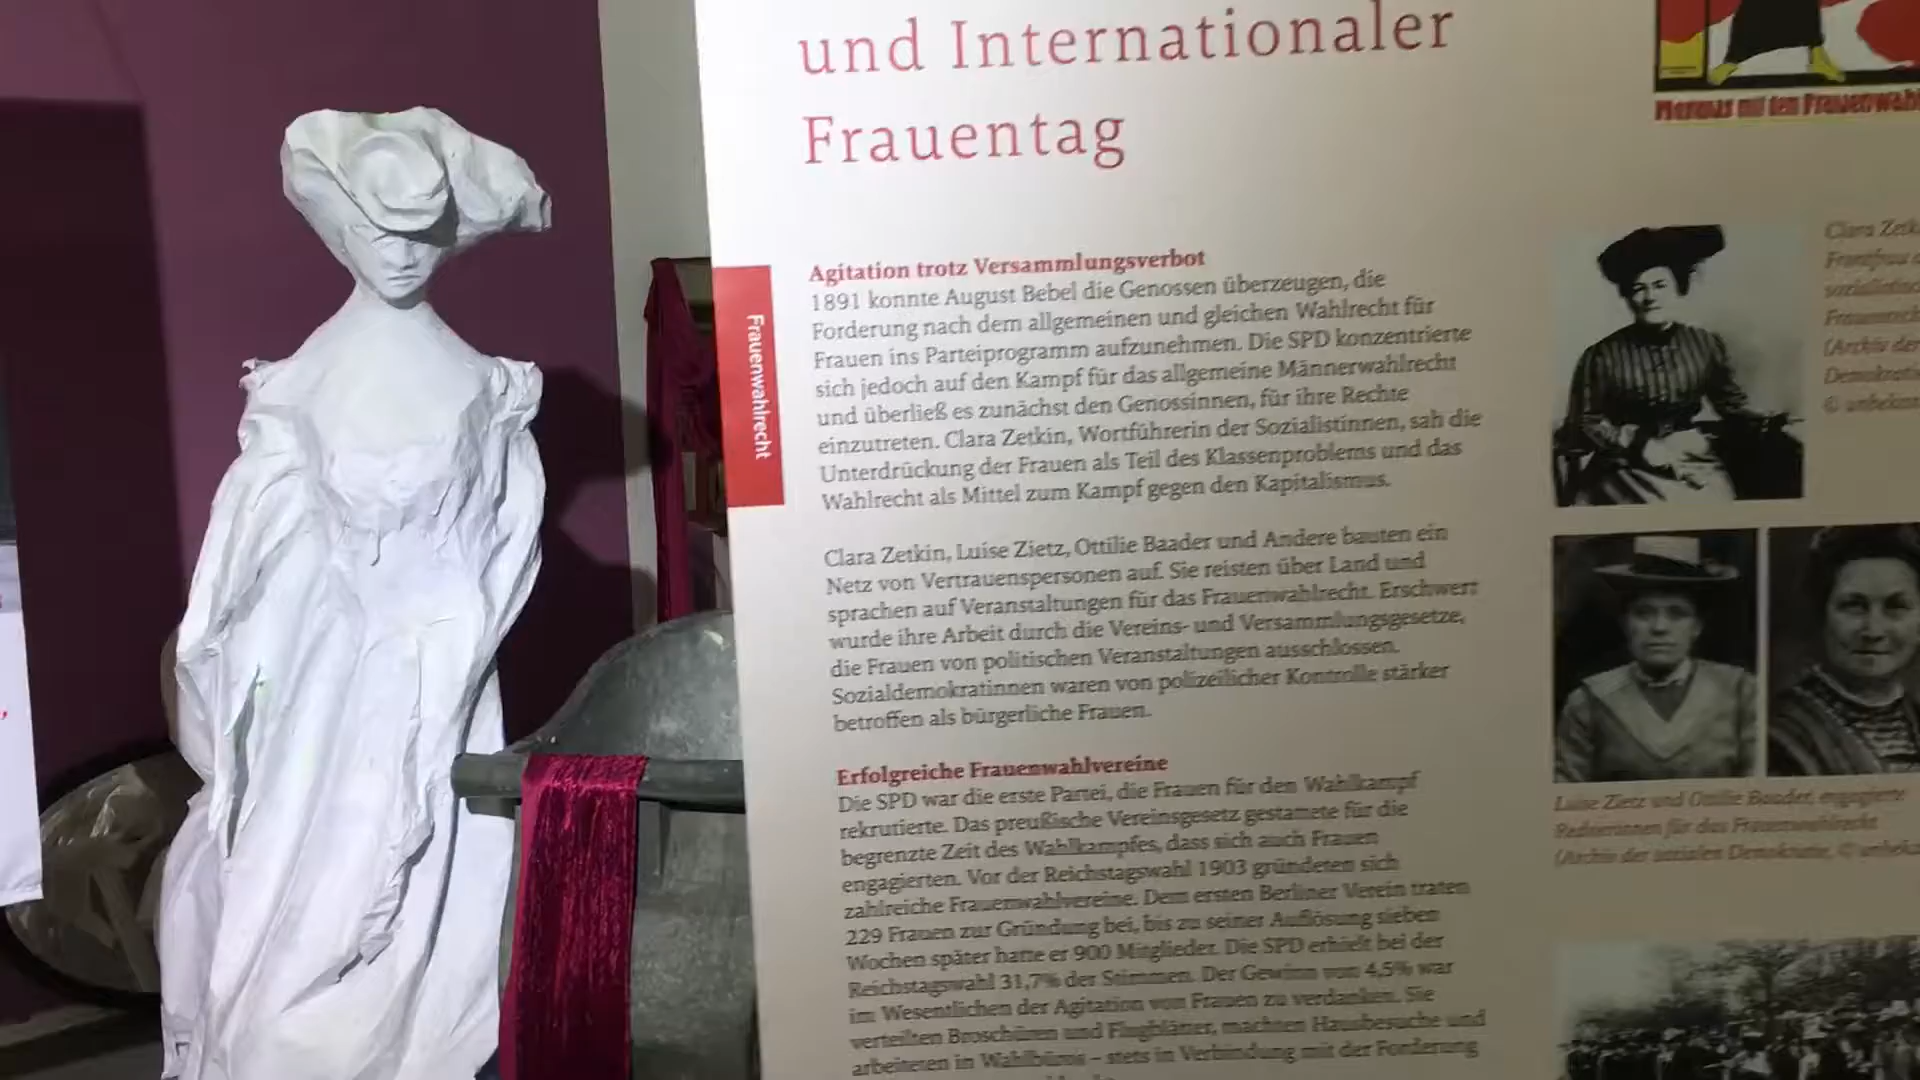 und Internationaler
Frauentag
Frauenwahlrecht
Agitation trotz Versammlungsverbot
1891 konnte August Bebel die Genossen überzeugen, die
Forderung nach dem allgemeinen und gleichen Wahlrecht für
Frauen ins Parteiprogramm aufzunehmen. Die SPD konzentrierte
sich jedoch auf den Kampf für das allgemeine Männerwahlrecht
und überließ es zunächst den Genossinnen, für ihre Rechte
einzutreten. Clara Zetkin, Wortführerin der Sozialistinnen, sah die
Unterdrückung der Frauen als Teil des Klassenproblems und das
Wahlrecht als Mittel zum Kampf gegen den Kapitalismus.
Clara Zetkin, Luise Zietz, Ottilie Baader und Andere bauten ein
Netz von Vertrauenspersonen auf. Sie reisten über Land und
sprachen auf Veranstaltungen für das Frauenwahlrecht. Erschwert
wurde ihre Arbeit durch die Vereins- und Versammlungsgesetze,
die Frauen von politischen Veranstaltungen ausschlossen.
Sozialdemokratinnen waren von polizeilicher Kontrolle stärker
betroffen als bürgerliche Frauen.
Erfolgreiche Frauenwahlvereine
Die SPD war die erste Partei, die Frauen für den Wahlkampf
rekrutierte. Das preußische Vereinsgesetz gestattete für die
begrenzte Zeit des Wahlkampfes, dass sich auch Frauen
engagierten. Vor der Reichstagswahl 1903 gründeten sich
zahlreiche Frauenwahlvereine. Dem ersten Berliner Verein traten
229 Frauen zur Gründung bei, bis zu seiner Auflösung sieben
Wochen später hatte er 900 Mitglieder. Die SPD erhielt bei der
Reichstagswahl 31,7% der Stimmen. Der Gewinn von 4,5% war
im Wesentlichen der Agitation von Frauen zu verdanken. Sie
verteilten Broschüren und Flugblätter, machten Hausbesuche und
arbeiteten in Wahlbüros – stets in Verbindung mit der Forderung
Heraus mit dem Frauenwahl
Clara Zetk
(Archiv der
Luise Zietz und Ottilie Baader, engagierte
Rednerinnen für das Frauenwahlrecht
(Archiv der sozialen Demokratie, ©